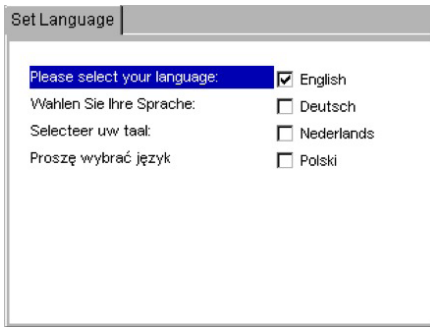 Set Language
Please select your language: English
Wahlen Sie Ihre Sprache: Deutsch
Selecteer uw taal: Nederlands
Proszę wybrać język Polski